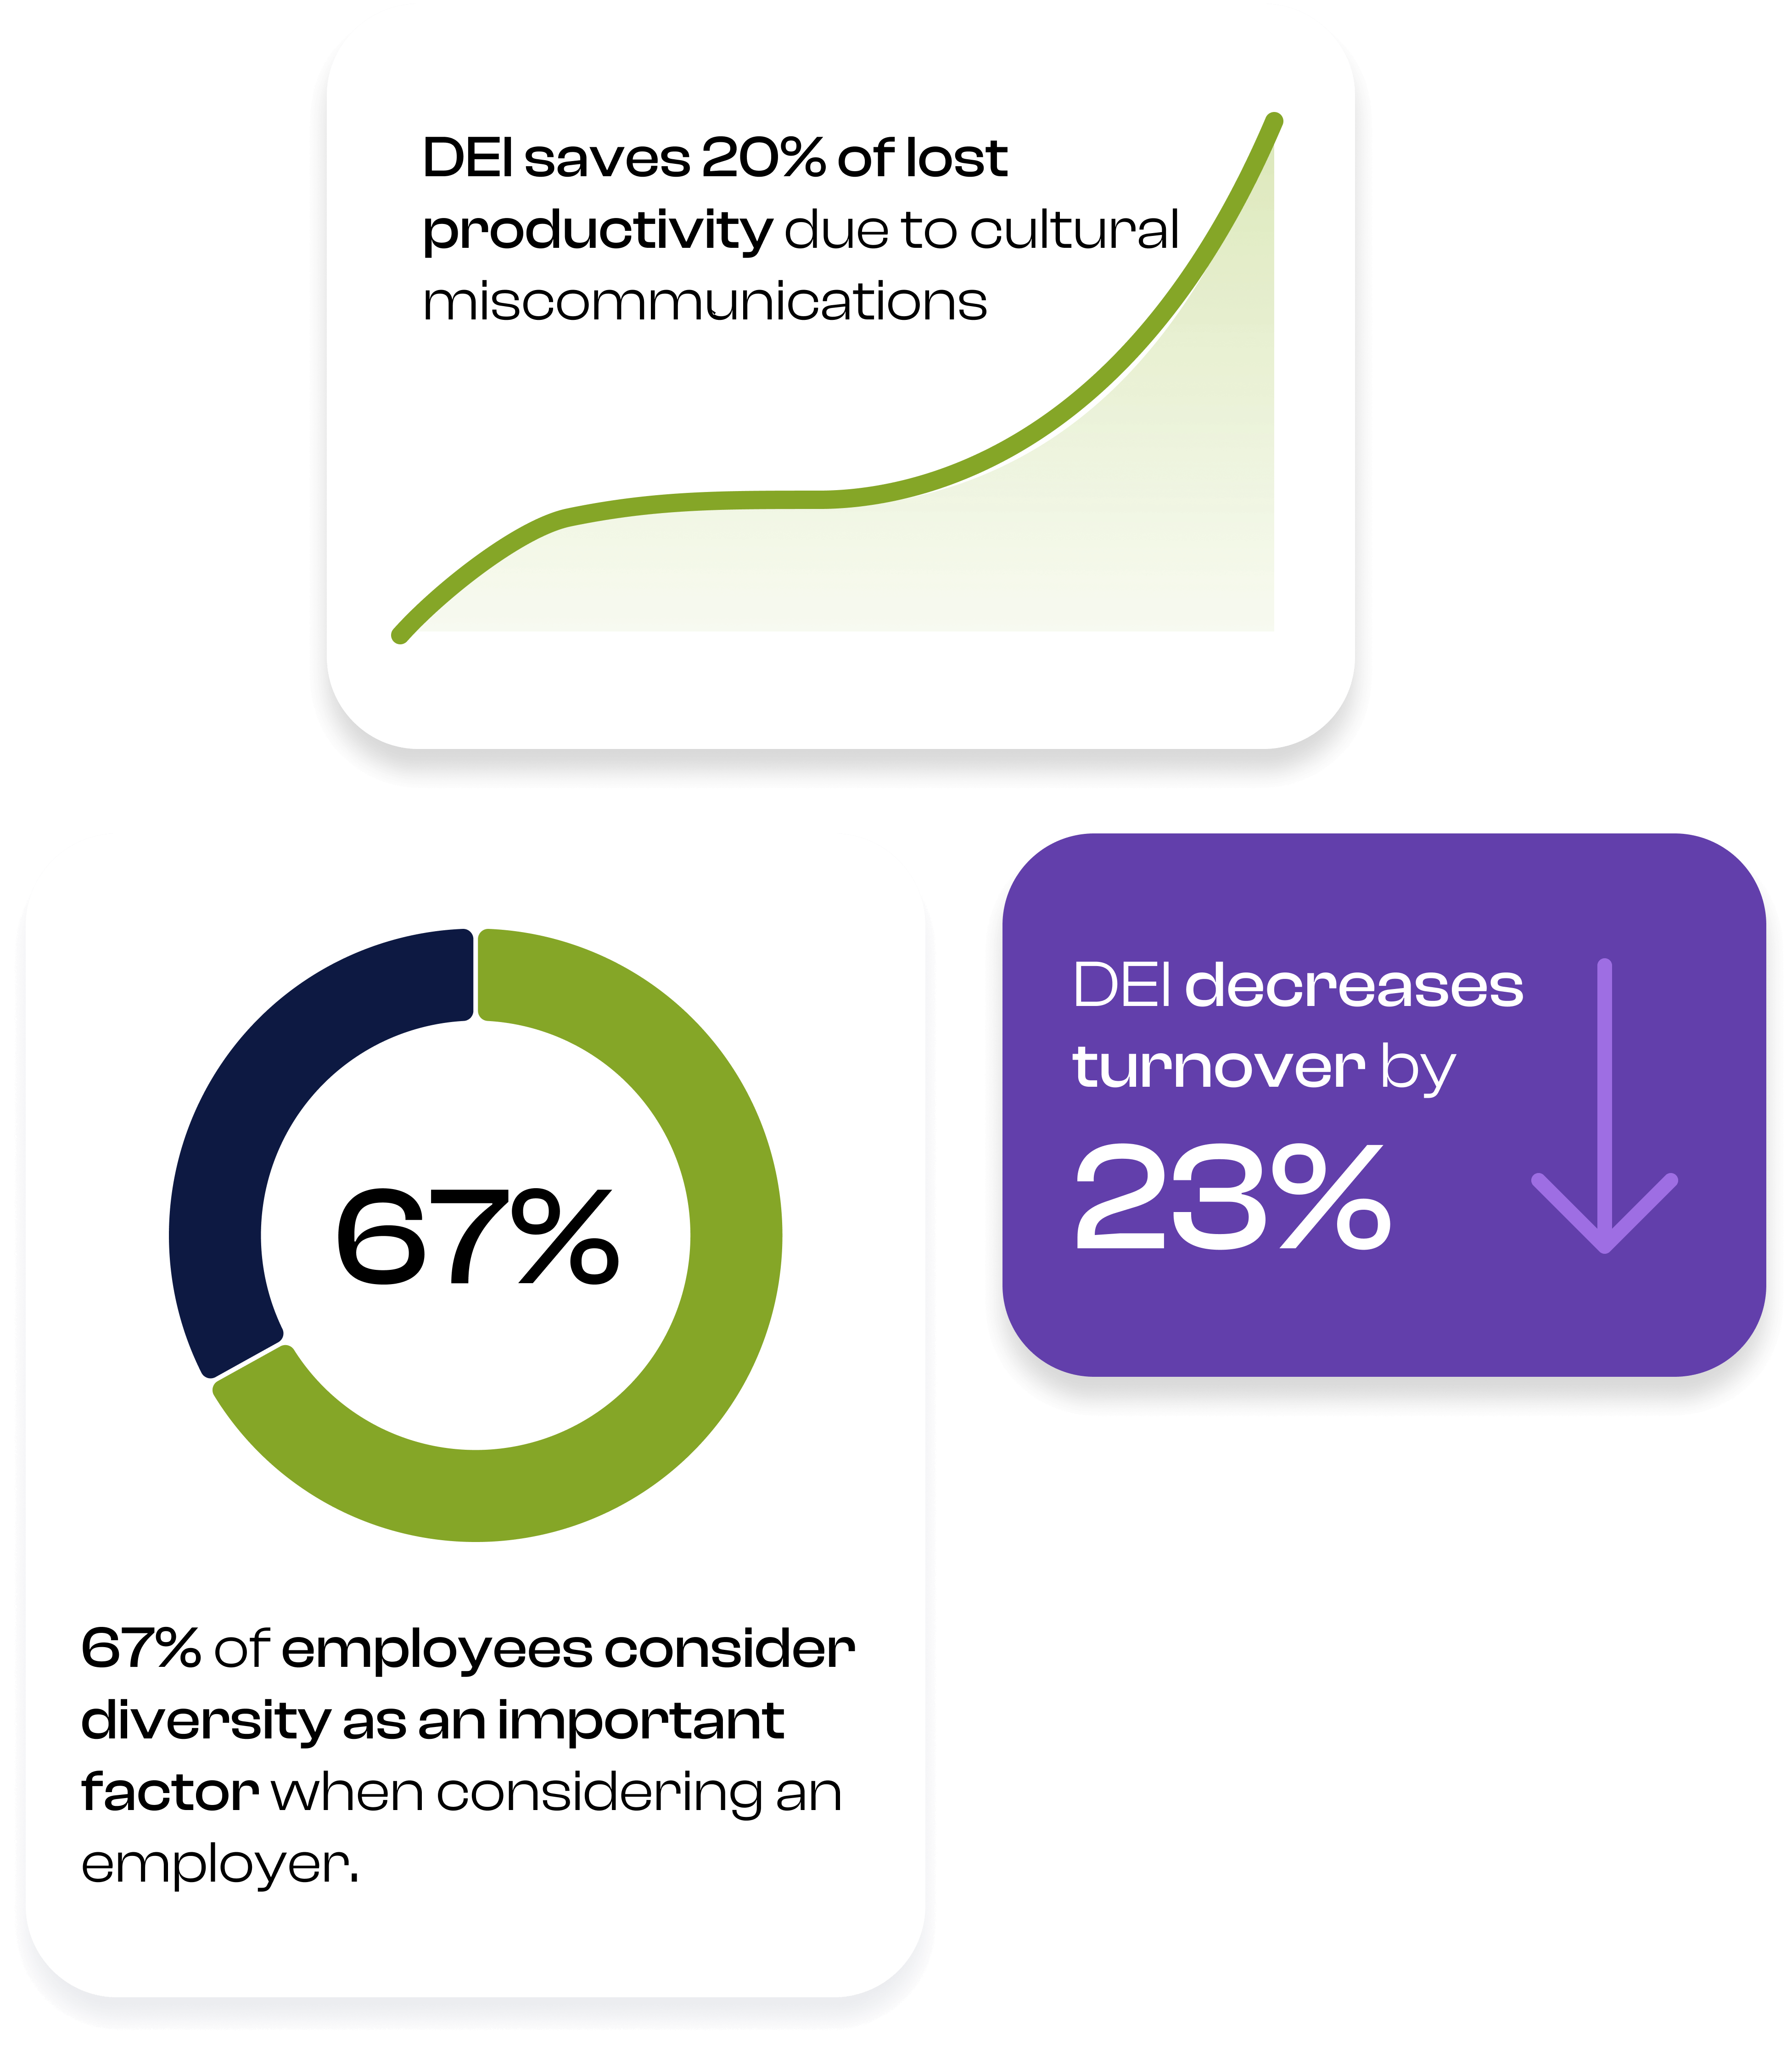 DEI saves 20% of lost
productivity due to cultural
miscommunications
67%
67% of employees consider
diversity as an important
factor when considering an
employer.
DEI decreases
turnover by
23%